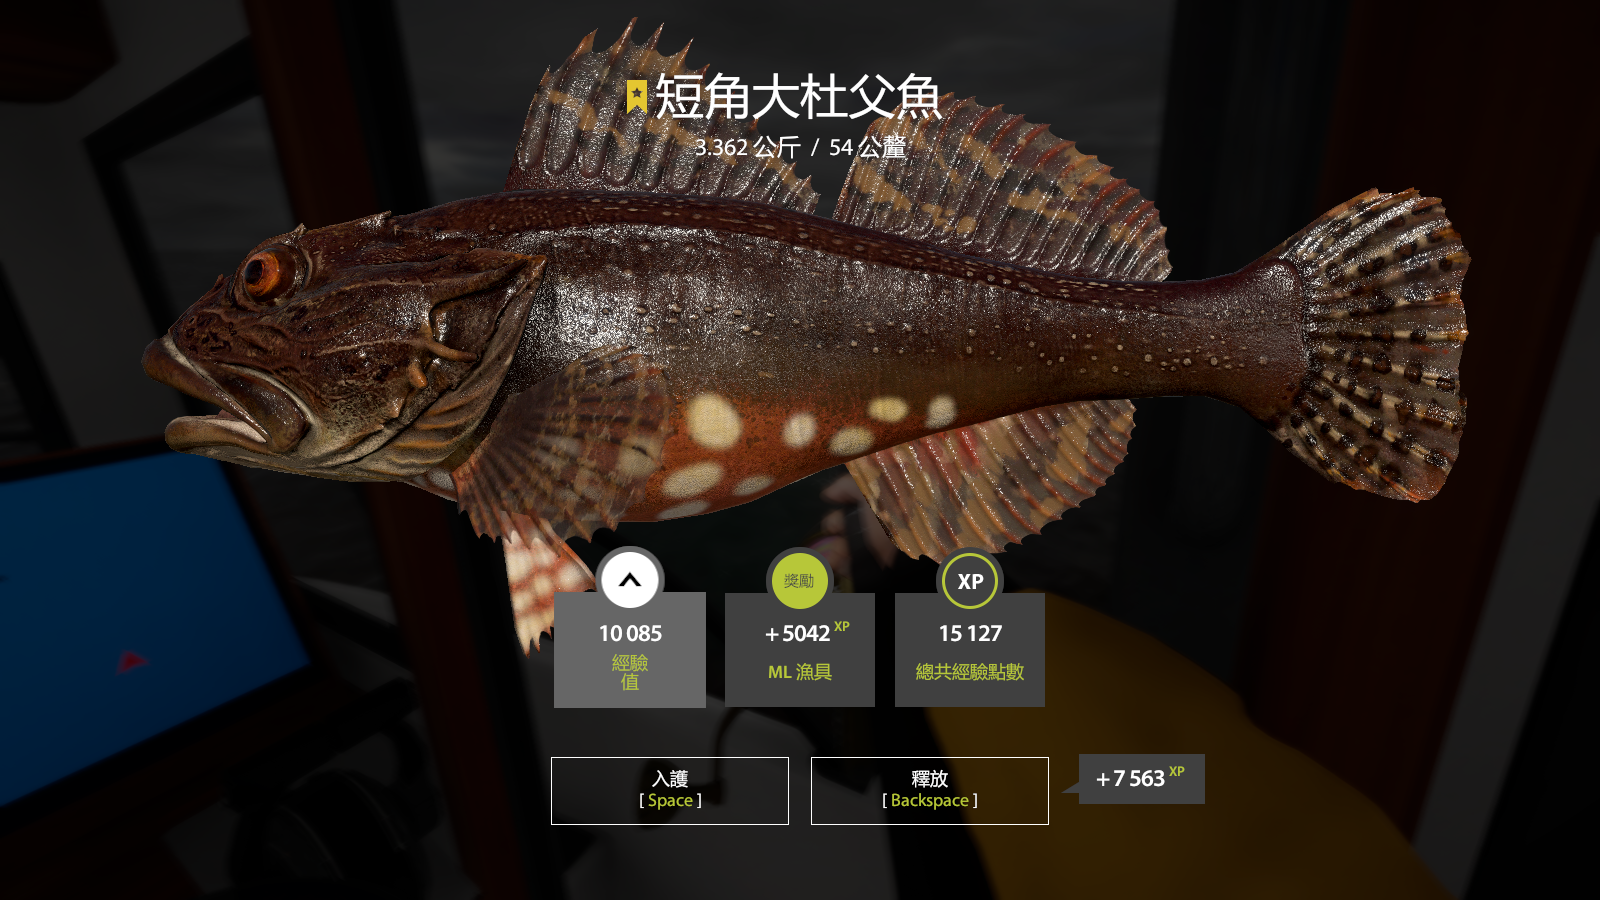 短角大杜父魚
3.362 公斤 / 54 公釐
獎勵
XP
10 085
經驗
值
+5042 XP
ML 漁具
15 127
總共經驗點數
入護
[ Space ]
釋放
[ Backspace ]
+7 563 XP